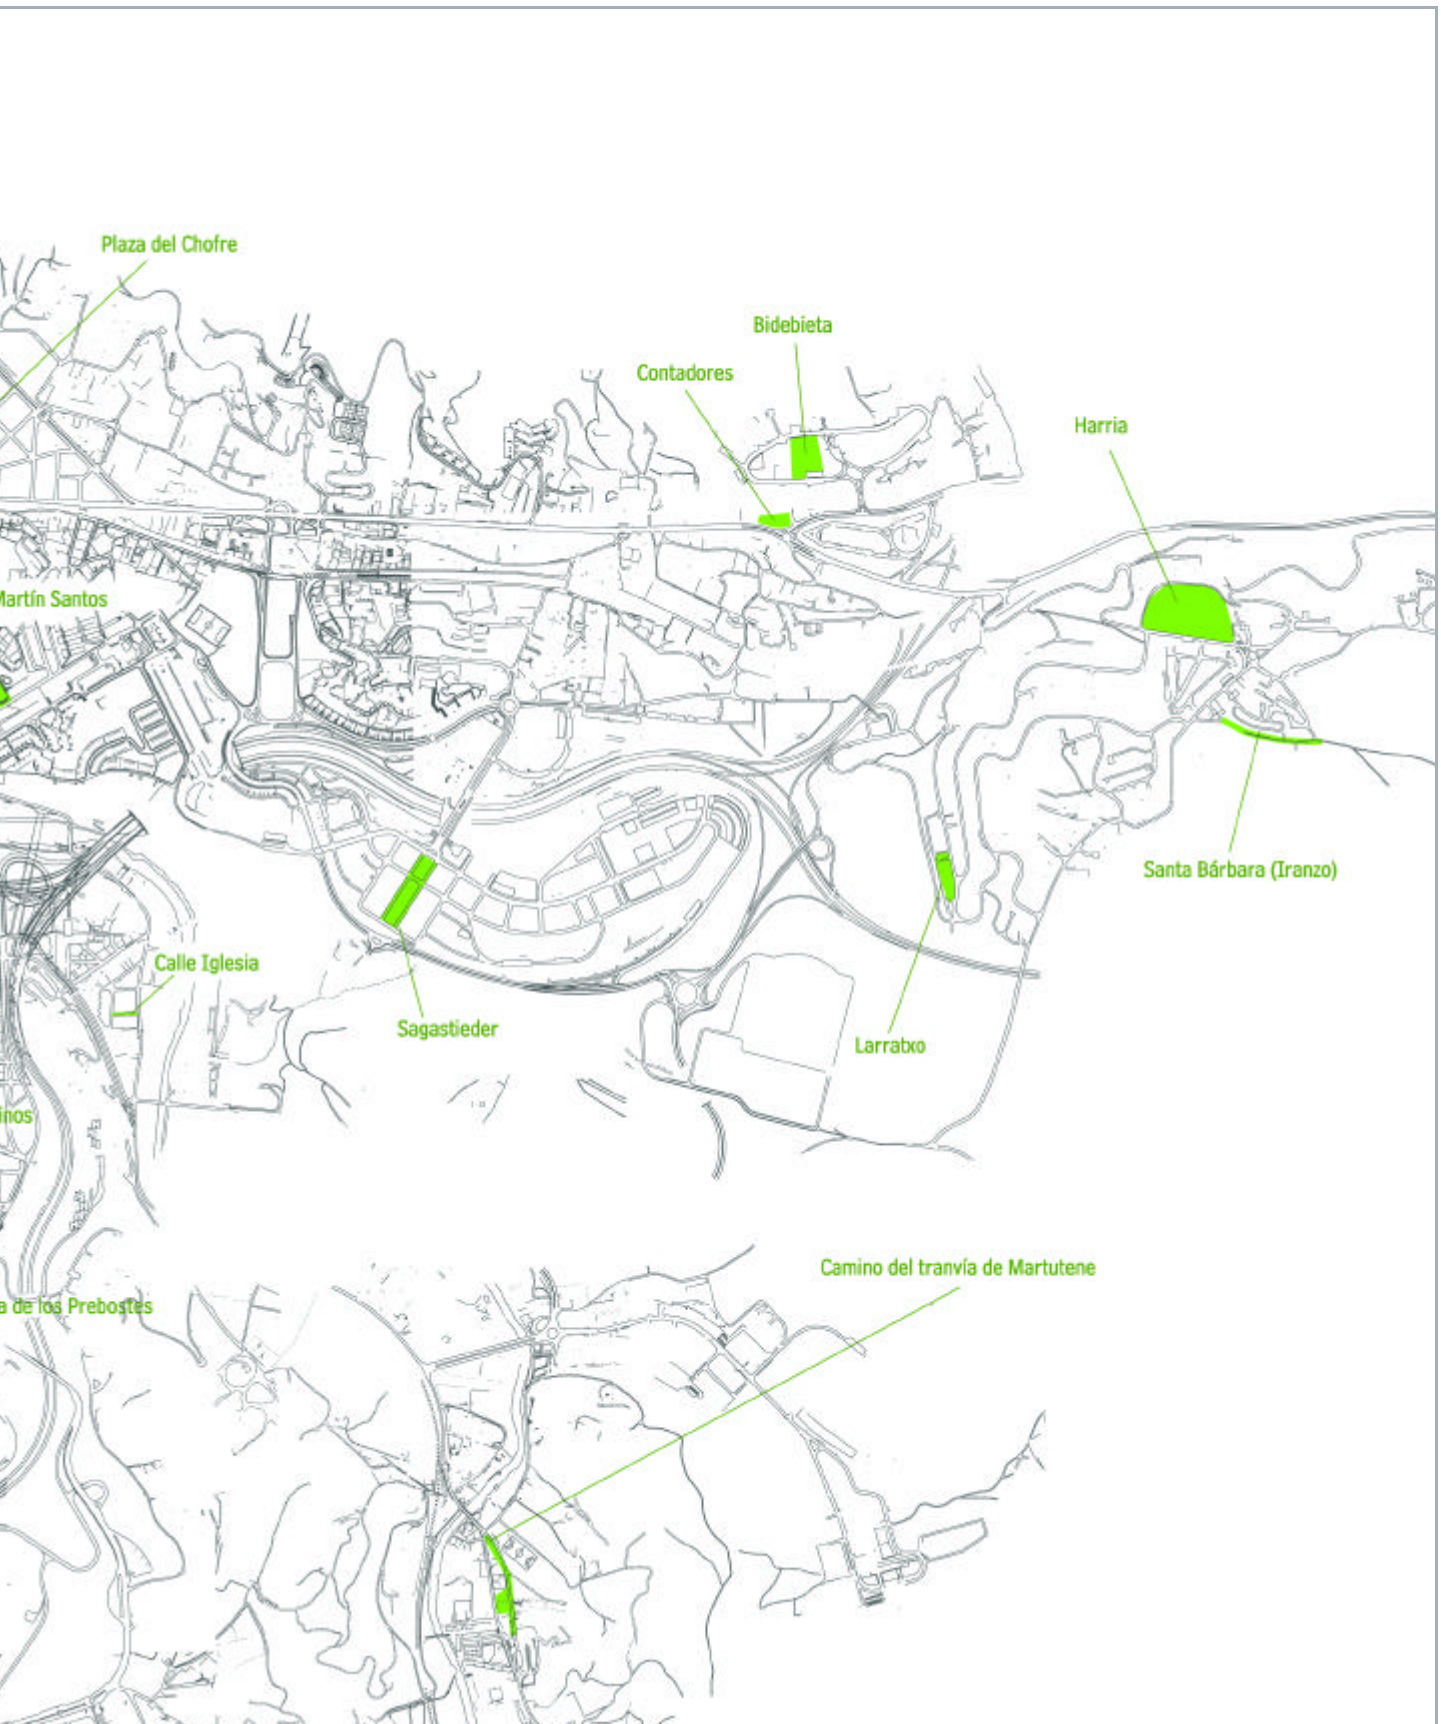 Plaza del Chofre
Bidebieta
Contadores
Harria
Martín Santos
Santa Bárbara (Iranzo)
Calle Iglesia
Sagastieder
Larratxo
inos
Camino del tranvía de Martutene
a de los Prebostes